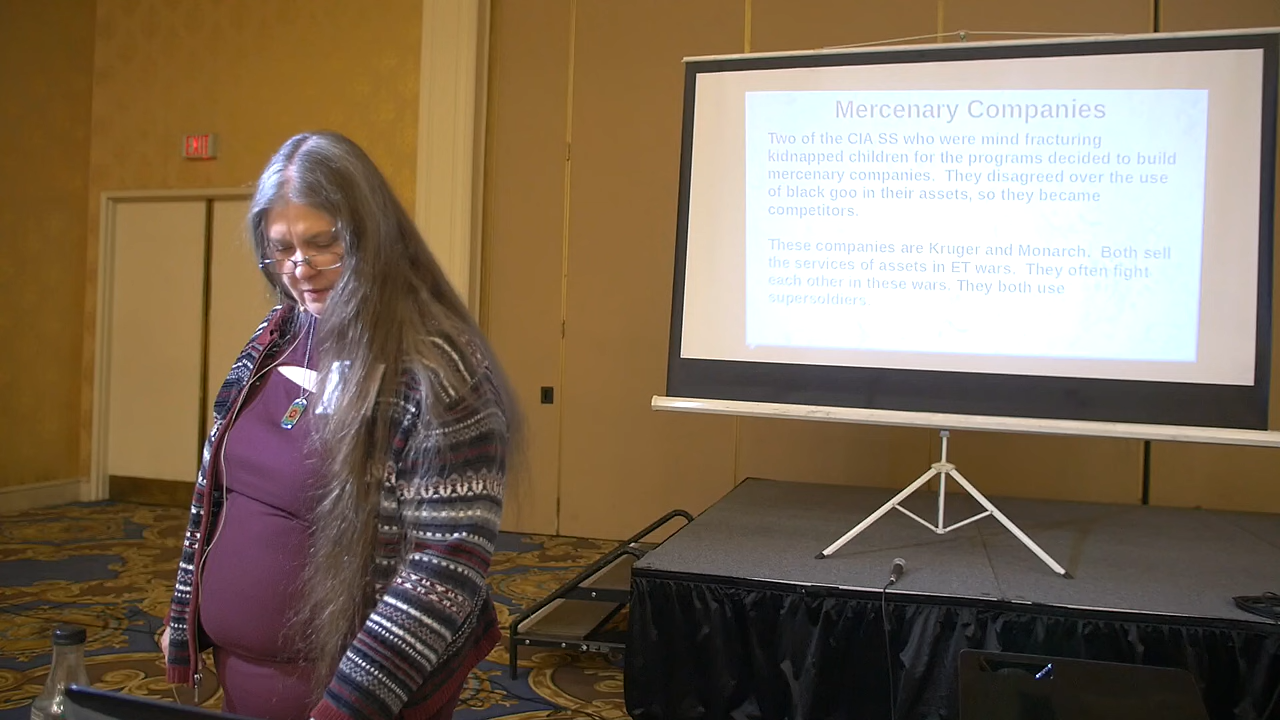 EXIT
Mercenary Companies
Two of the CIA SS who were mind fracturing
kidnapped children for the programs decided to build
mercenary companies. They disagreed over the use
of black goo in their assets, so they became
competitors.
These companies are Kruger and Monarch. Both sell
the services of assets in ET wars. They often fight
each other in these wars. They both use
supersoldiers.